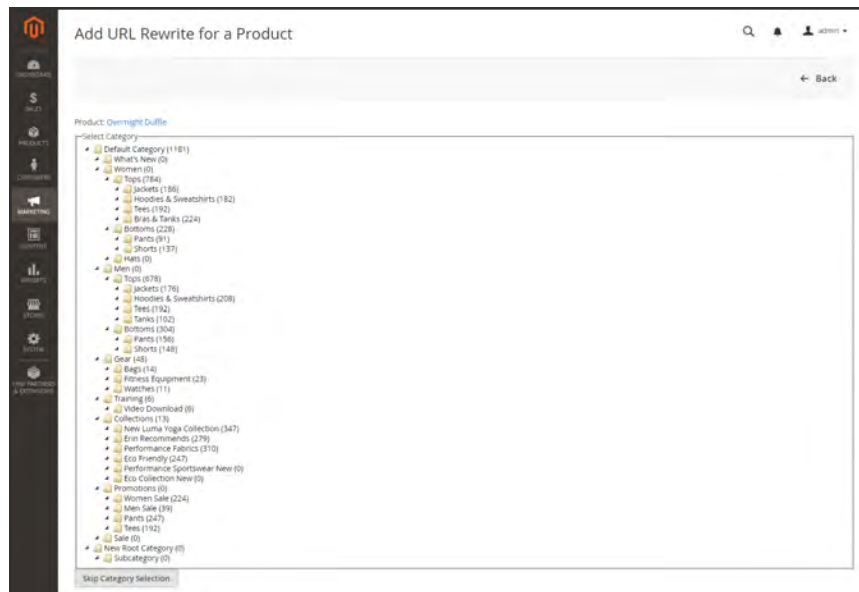 Add URL Rewrite for a Product
admin
DASHBOARD
← Back
$
SALES
Product: Overnight Duffle
PRODUCTS
Select Category
Default Category (1181)
What's New (0)
Women (0)
Tops (784)
CUSTOMERS
Jackets (186)
Hoodies & Sweatshirts (182)
Tees (192)
MARKETING
Bras & Tanks (224)
Bottoms (228)
Pants (91)
CONTENT
Shorts (137)
Hats (0)
Men (0)
REPORTS
Tops (678)
Jackets (176)
Hoodies & Sweatshirts (208)
STORES
Tees (192)
Tanks (102)
Bottoms (304)
SYSTEM
Pants (156)
Shorts (148)
Gear (48)
Bags (14)
FIND PARTNERS
& EXTENSIONS
Fitness Equipment (23)
Watches (11)
Training (6)
Video Download (6)
Collections (13)
New Luma Yoga Collection (347)
Erin Recommends (279)
Performance Fabrics (310)
Eco Friendly (247)
Performance Sportswear New (0)
Eco Collection New (0)
Promotions (0)
Women Sale (224)
Men Sale (39)
Pants (247)
Tees (192)
Sale (0)
New Root Category (0)
Subcategory (0)
Skip Category Selection